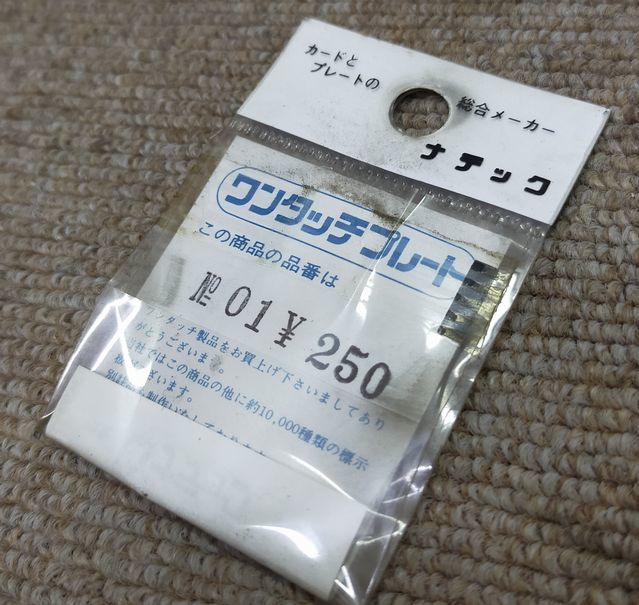 カードと
プレートの
総合メーカー
ナテック
ワンタッチプレート
この商品の品番は
№ 01 ¥ 250
ワンタッチ製品をお買上げ下さいましてあり
がとうございます。
当社ではこの商品の他に約10,000種類の標示
ざいます。